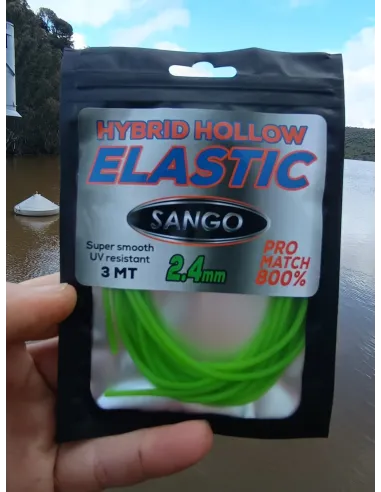 HYBRID HOLLOW
ELASTIC
SANGO
Super smooth
UV resistant
3 MT
2,4mm
PRO
MATCH
800%